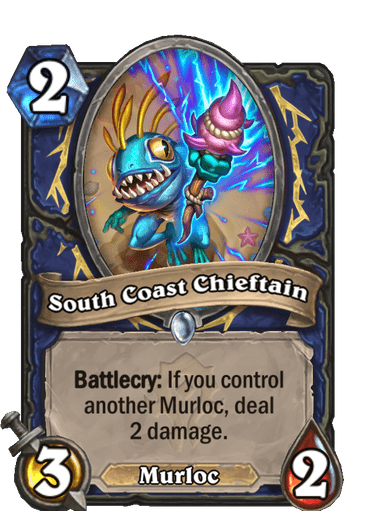 2
South Coast Chieftain
Battlecry: If you control
another Murloc, deal
2 damage.
3
Murloc
2